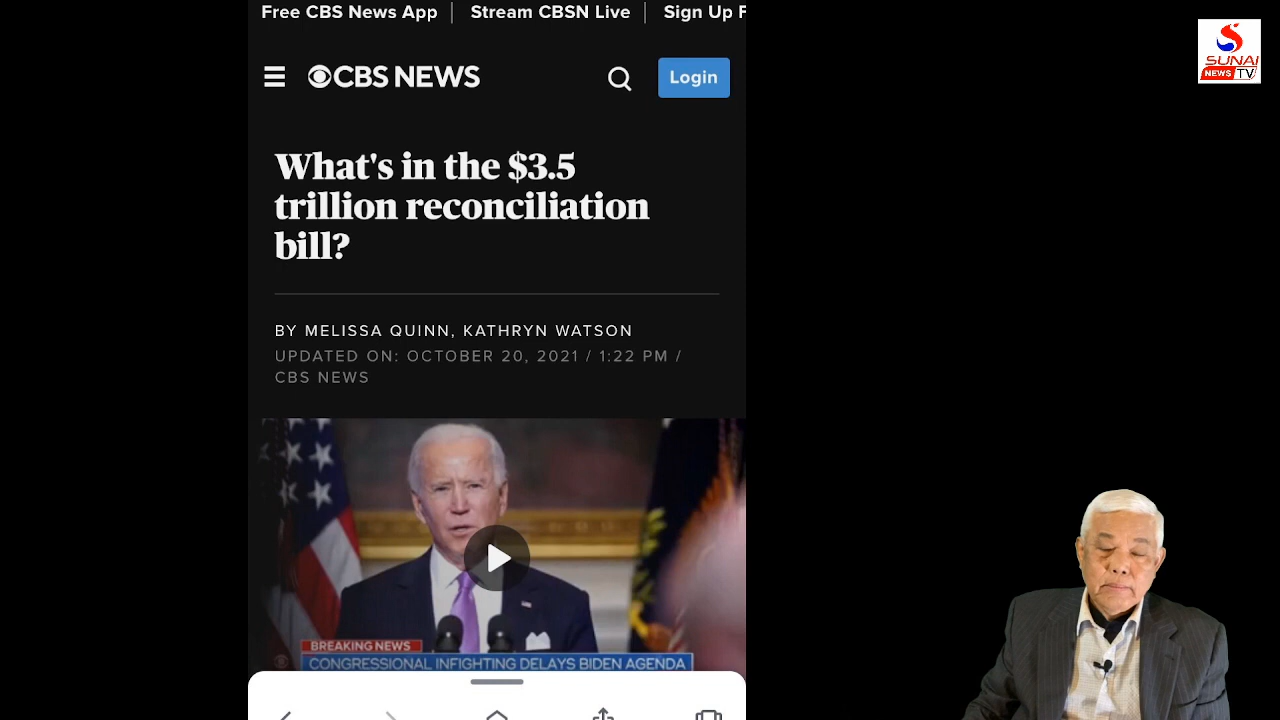 Free CBS News App
Stream CBSN Live
Sign Up F
CBS NEWS
Login
What's in the $3.5
trillion reconciliation
bill?
BY MELISSA QUINN, KATHRYN WATSON
UPDATED ON: OCTOBER 20, 2021 / 1:22 PM /
CBS NEWS
BREAKING NEWS
CONGRESSIONAL INFIGHTING DELAYS BIDEN AGENDA
SUNAI
NEWS TV